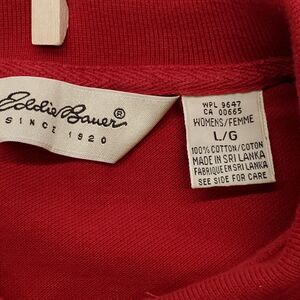 Eddie Bauer®
SINCE 1920
WPL 9647
CA 00665
WOMENS/FEMME
L/G
100% COTTON/COTON
MADE IN SRI LANKA
FABRIQUE EN SRI LANKA
SEE SIDE FOR CARE